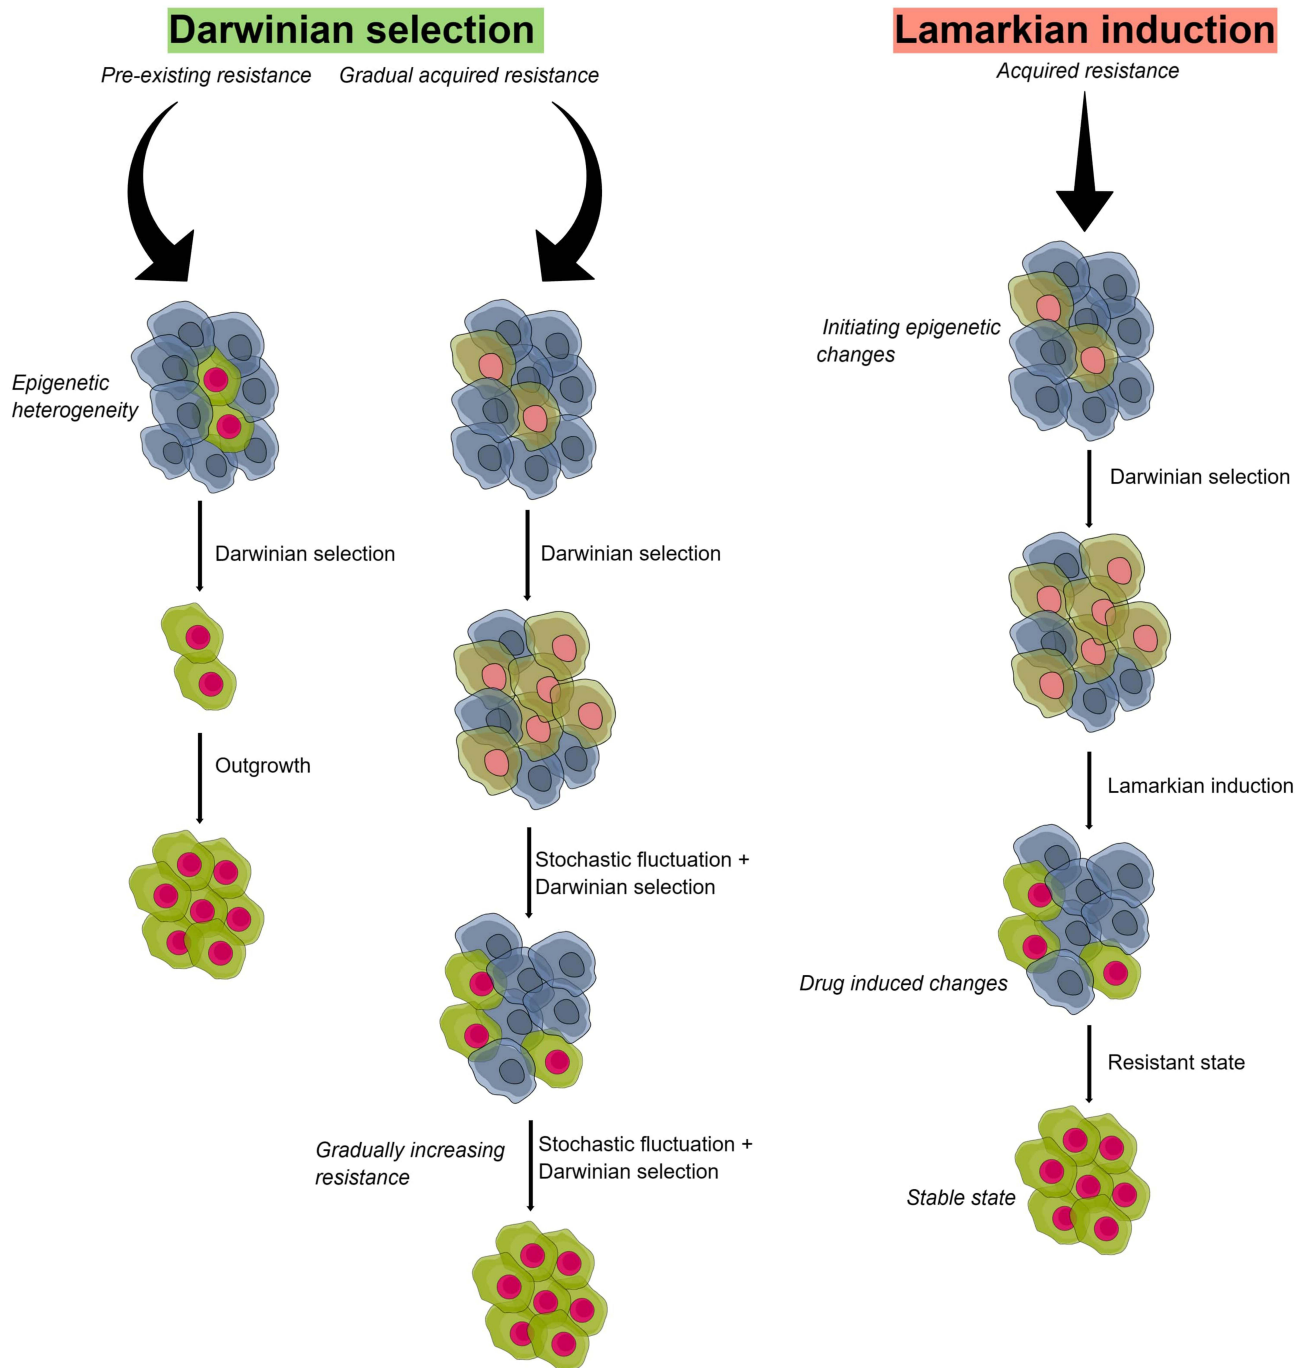 Darwinian selection
Pre-existing resistance
Gradual acquired resistance
Epigenetic
heterogeneity
Darwinian selection
Outgrowth
Darwinian selection
Stochastic fluctuation +
Darwinian selection
Gradually increasing
resistance
Stochastic fluctuation +
Darwinian selection
Lamarkian induction
Acquired resistance
Initiating epigenetic
changes
Darwinian selection
Lamarkian induction
Drug induced changes
Resistant state
Stable state